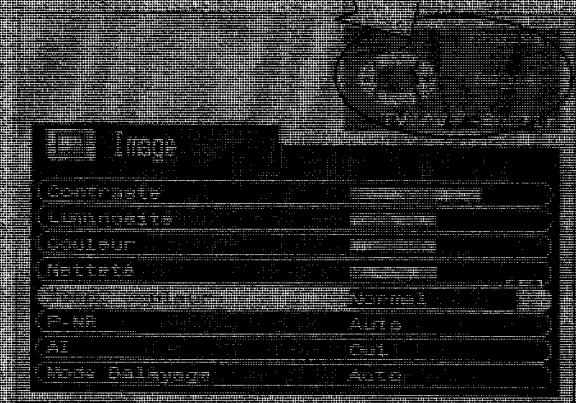 Image
Contraste
Luminosité
Couleur
Netteté
Normal
P-NR Auto
AI Oui
Mode Balayage Auto